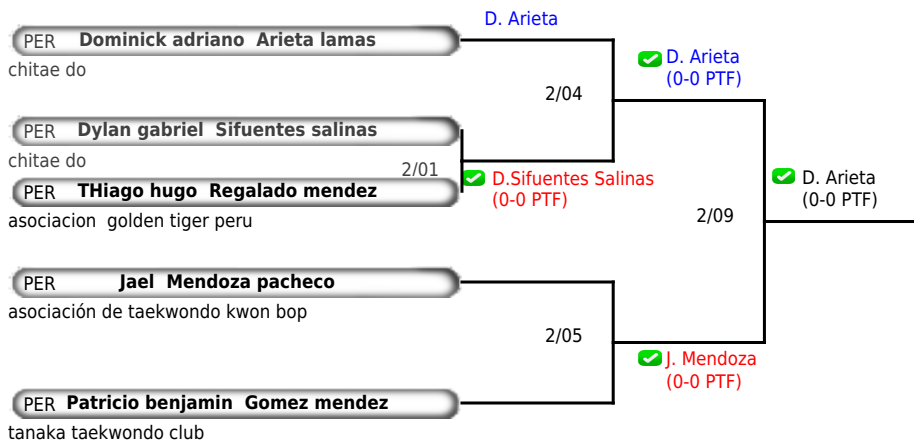 D. Arieta
PER Dominick adriano Arieta lamas
chitae do
D. Arieta
(0-0 PTF)
2/04
PER Dylan gabriel Sifuentes salinas
chitae do
2/01
D.Sifuentes Salinas
(0-0 PTF)
PER THiago hugo Regalado mendez
asociacion golden tiger peru
D. Arieta
(0-0 PTF)
2/09
PER Jael Mendoza pacheco
asociación de taekwondo kwon bop
2/05
J. Mendoza
(0-0 PTF)
PER Patricio benjamin Gomez mendez
tanaka taekwondo club